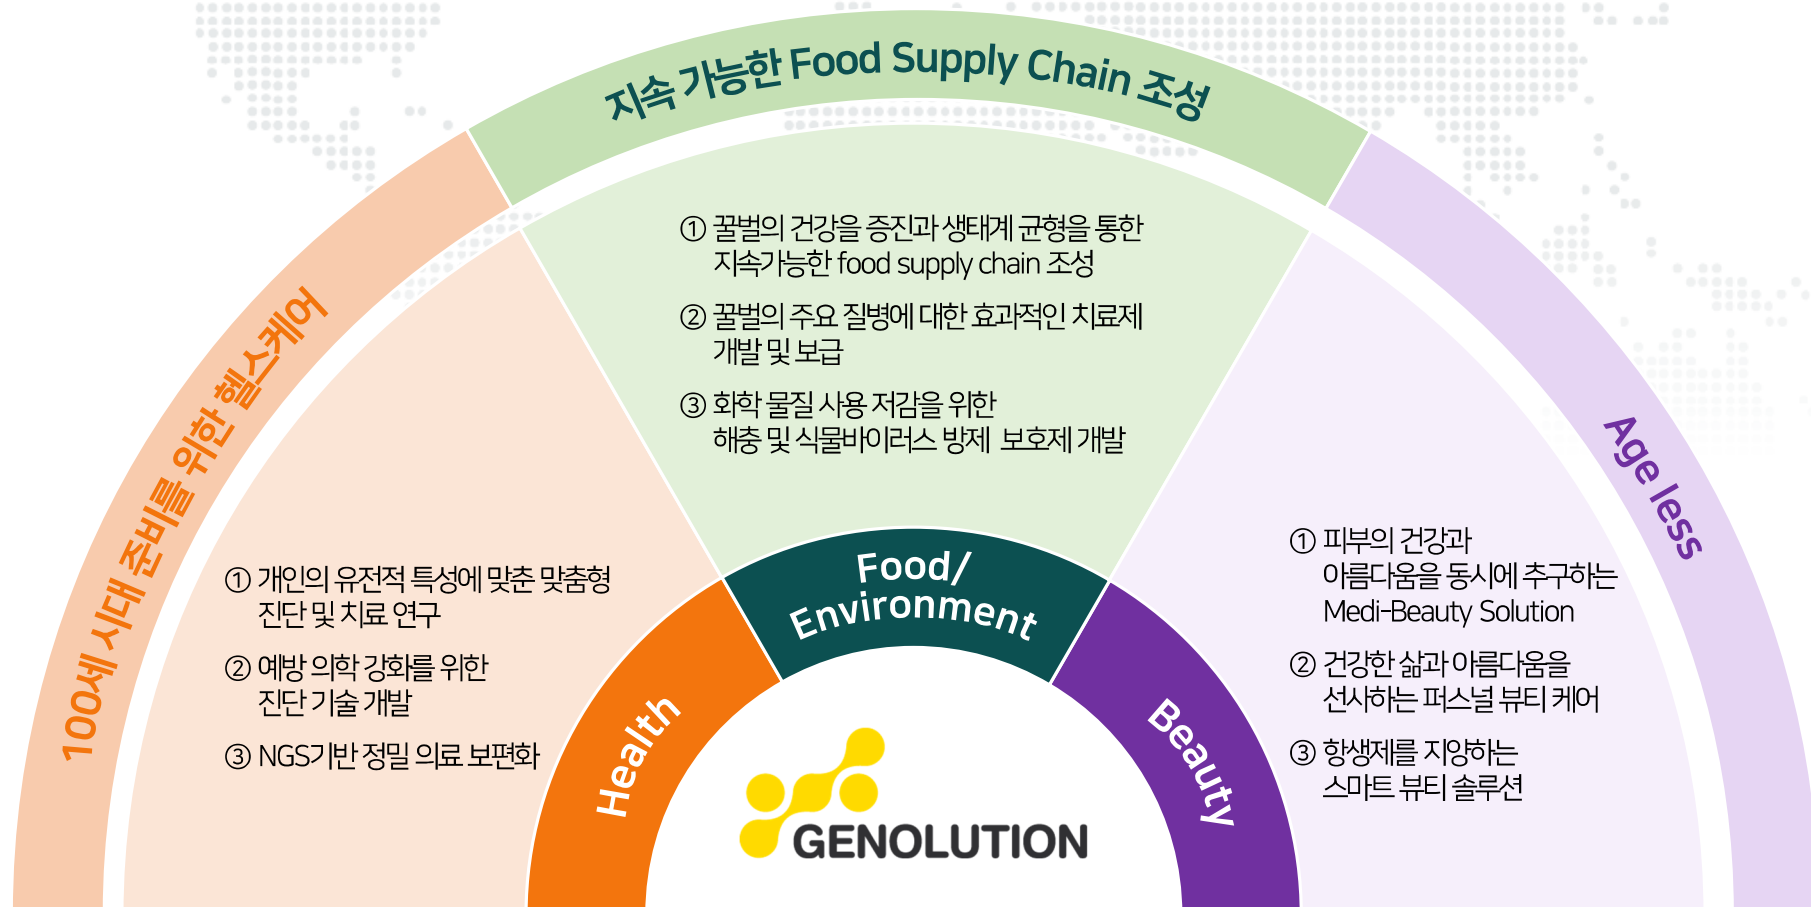 지속 가능한 Food Supply Chain 조성
① 꿀벌의 건강을 증진과 생태계 균형을 통한
지속가능한 food supply chain 조성
② 꿀벌의 주요 질병에 대한 효과적인 치료제
개발 및 보급
③ 화학 물질 사용 저감을 위한
해충 및 식물바이러스 방제 보호제 개발
Food/
Environment
100세 시대 준비를 위한 헬스케어
① 개인의 유전적 특성에 맞춘 맞춤형
진단 및 치료 연구
② 예방 의학 강화를 위한
진단 기술 개발
③ NGS기반 정밀 의료 보편화
Health
Age less
① 피부의 건강과
아름다움을 동시에 추구하는
Medi-Beauty Solution
② 건강한 삶과 아름다움을
선사하는 퍼스널 뷰티 케어
③ 항생제를 지양하는
스마트 뷰티 솔루션
Beauty
GENOLUTION